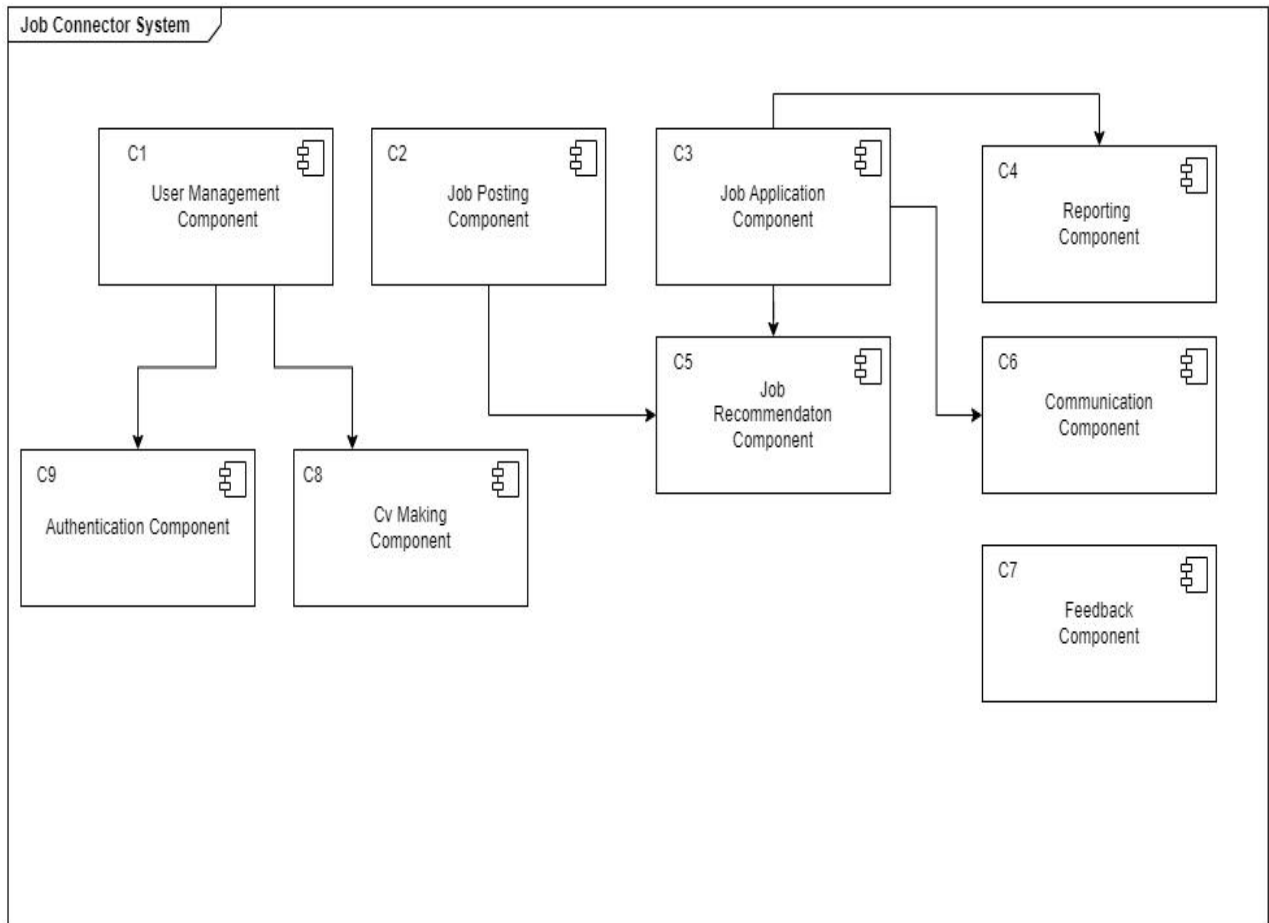 Job Connector System
C1
User Management
Component
C2
Job Posting
Component
C3
Job Application
Component
C4
Reporting
Component
C5
Job
Recommendaton
Component
C6
Communication
Component
C9
Authentication Component
C8
Cv Making
Component
C7
Feedback
Component